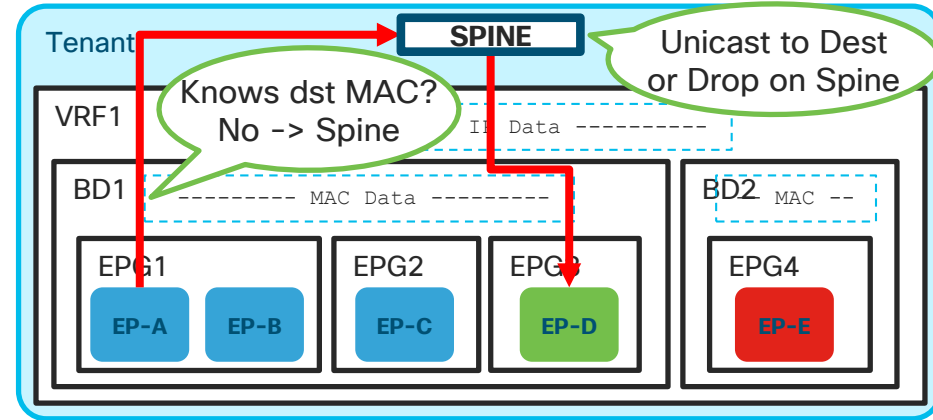 Tenant
SPINE
Unicast to Dest
or Drop on Spine
Knows dst MAC?
No -> Spine
VRF1
IP Data ----------
BD1
--------- MAC Data ---------
BD2
-- MAC --
EPG1
EPG2
EPG3
EPG4
EP-A
EP-B
EP-C
EP-D
EP-E